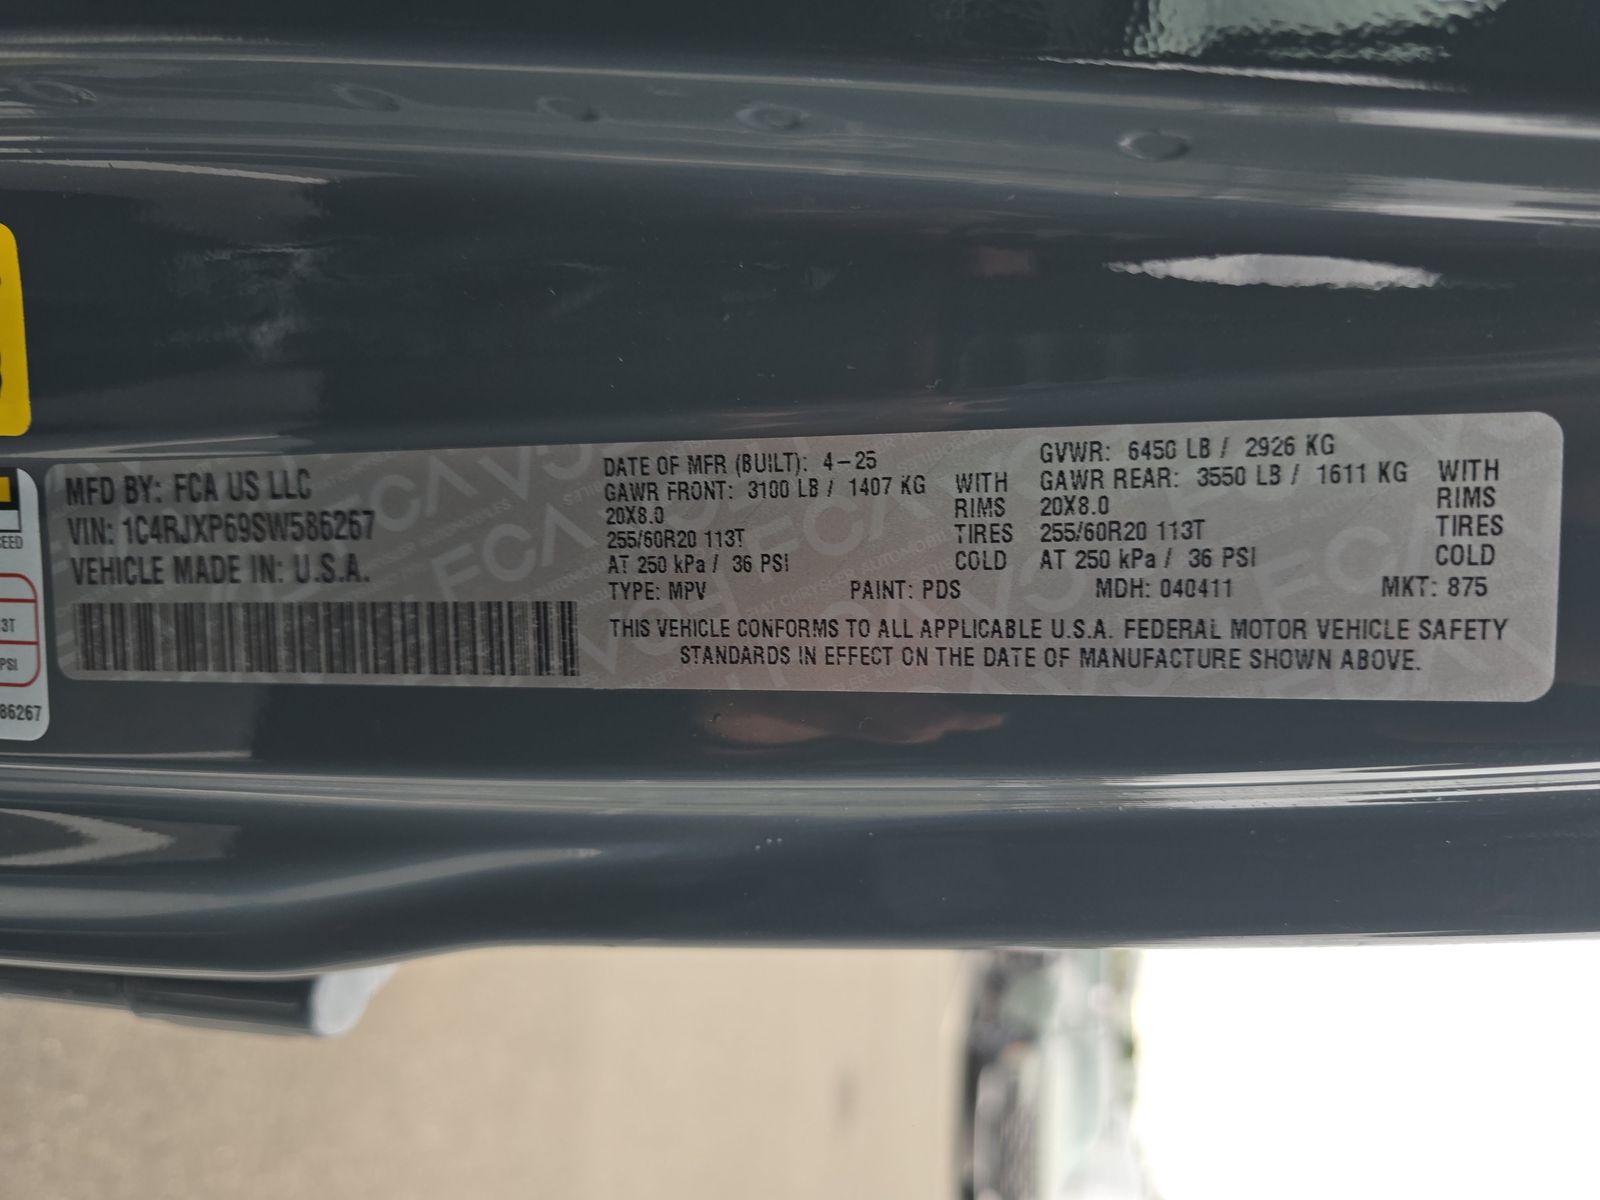 MFD BY: FCA US LLC
VIN: 1C4RJXP69SW586267
VEHICLE MADE IN: U.S.A.
DATE OF MFR (BUILT): 4-25
GAWR FRONT: 3100 LB / 1407 KG WITH
20X8.0 RIMS
255/60R20 113T TIRES
AT 250 kPa / 36 PSI COLD
GVWR: 6450 LB / 2926 KG
GAWR REAR: 3550 LB / 1611 KG WITH
20X8.0 RIMS
255/60R20 113T TIRES
AT 250 kPa / 36 PSI COLD
TYPE: MPV PAINT: PDS MDH: 040411 MKT: 875
THIS VEHICLE CONFORMS TO ALL APPLICABLE U.S.A. FEDERAL MOTOR VEHICLE SAFETY
STANDARDS IN EFFECT ON THE DATE OF MANUFACTURE SHOWN ABOVE.
CEED
3T
PSI
86267